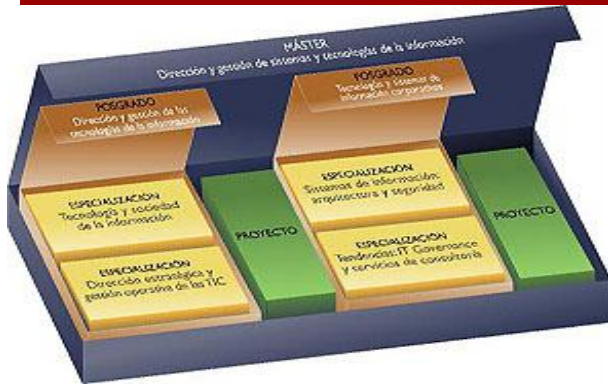 MÁSTER
Dirección y gestión de sistemas y tecnologías de la información
POSGRADO
Dirección y gestión de las
tecnologías de la información
POSGRADO
Tecnología y sistemas de
información corporativos
ESPECIALIZACIÓN
Tecnología y sociedad
de la información
ESPECIALIZACIÓN
Dirección estratégica y
gestión operativa de las TIC
PROYECTO
ESPECIALIZACIÓN
Sistemas de información
arquitectura y seguridad
ESPECIALIZACIÓN
Tendencias: IT Governance
y servicios de consultoría
PROYECTO